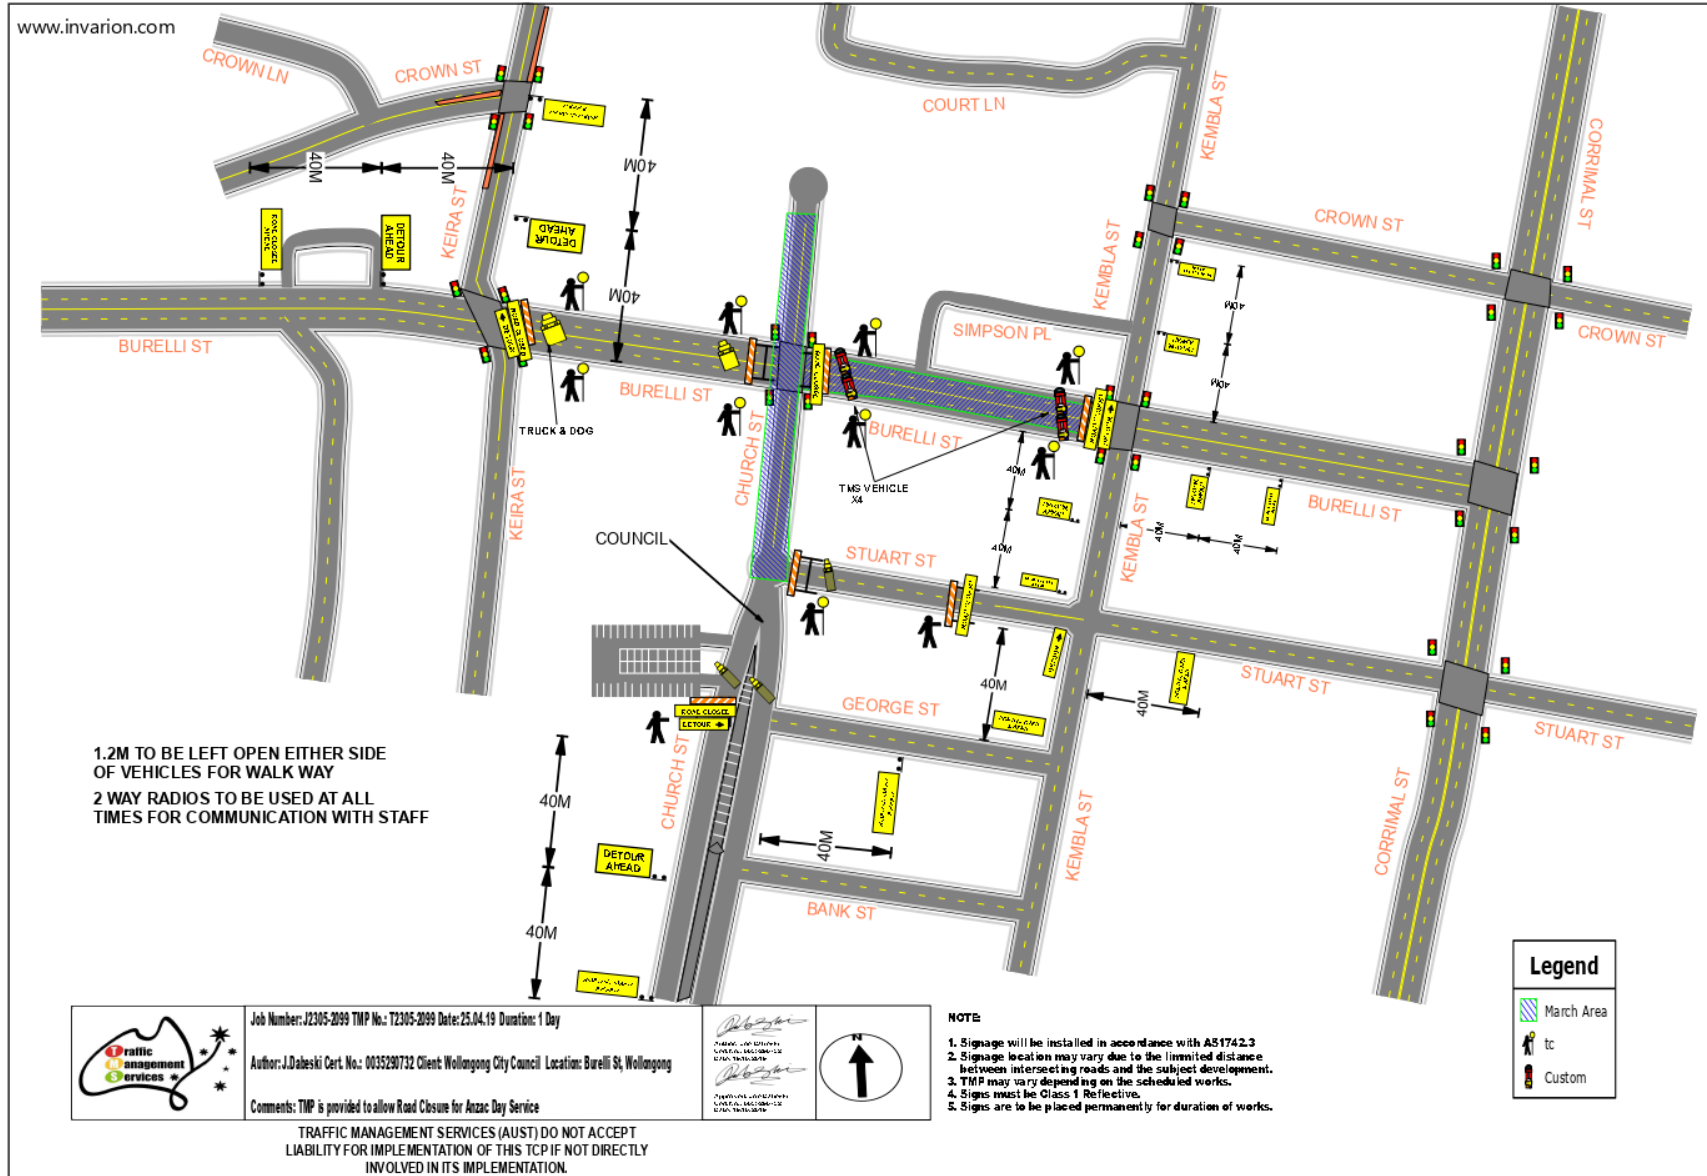 www.invarion.com
CROWN LN
CROWN ST
COURT LN
KEMBLA ST
CORRIMAL ST
40M
40M
40M
KEIRA ST
DETOUR
AHEAD
ROAD CLOSED
AHEAD
DETOUR
AHEAD
KEMBLA ST
CROWN ST
40M
40M
CROWN ST
SIMPSON PL
BURELLI ST
ROAD CLOSED
DETOUR
40M
BURELLI ST
TRUCK & DOG
BURELLI ST
CHURCH ST
KEIRA ST
TMS VEHICLE
X4
40M
40M
KEMBLA ST
40M
40M
BURELLI ST
COUNCIL
STUART ST
STUART ST
STUART ST
40M
40M
GEORGE ST
ROAD CLOSED
DETOUR
CHURCH ST
1.2M TO BE LEFT OPEN EITHER SIDE
OF VEHICLES FOR WALK WAY
2 WAY RADIOS TO BE USED AT ALL
TIMES FOR COMMUNICATION WITH STAFF
40M
40M
DETOUR
AHEAD
40M
KEMBLA ST
CORRIMAL ST
BANK ST
Legend
March Area
tc
Custom
Traffic
Management
Services
Job Number: J2305-2099 TMP No.: T2305-2099 Date: 25.04.19 Duration: 1 Day
Author: J.Dabeski Cert. No.: 0035290732 Client: Wollongong City Council Location: Burelli St, Wollongong
Comments: TMP is provided to allow Road Closure for Anzac Day Service
N
NOTE:
1. Signage will be installed in accordance with AS1742.3
2. Signage location may vary due to the limmited distance
between intersecting roads and the subject development.
3. TMP may vary depending on the scheduled works.
4. Signs must be Class 1 Reflective.
5. Signs are to be placed permanently for duration of works.
TRAFFIC MANAGEMENT SERVICES (AUST) DO NOT ACCEPT
LIABILITY FOR IMPLEMENTATION OF THIS TCP IF NOT DIRECTLY
INVOLVED IN ITS IMPLEMENTATION.